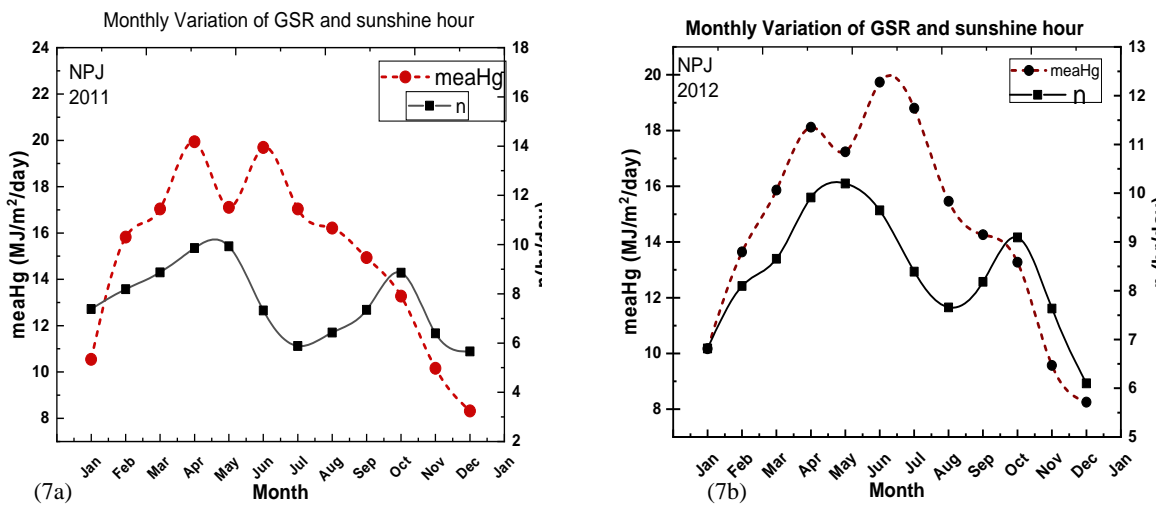 Monthly Variation of GSR and sunshine hour
NPJ
2011
meaHg
n
24
22
20
18
16
14
12
10
8
meaHg (MJ/m²/day)
18
16
14
12
10
8
6
4
2
n(hr/day)
Jan Feb Mar Apr May Jun Jul Aug Sep Oct Nov Dec Jan
Month
(7a)
Monthly Variation of GSR and sunshine hour
NPJ
2012
meaHg
n
20
18
16
14
12
10
8
meaHg (MJ/m²/day)
13
12
11
10
9
8
7
6
5
n(hr/day)
Jan Feb Mar Apr May Jun Jul Aug Sep Oct Nov Dec Jan
Month
(7b)